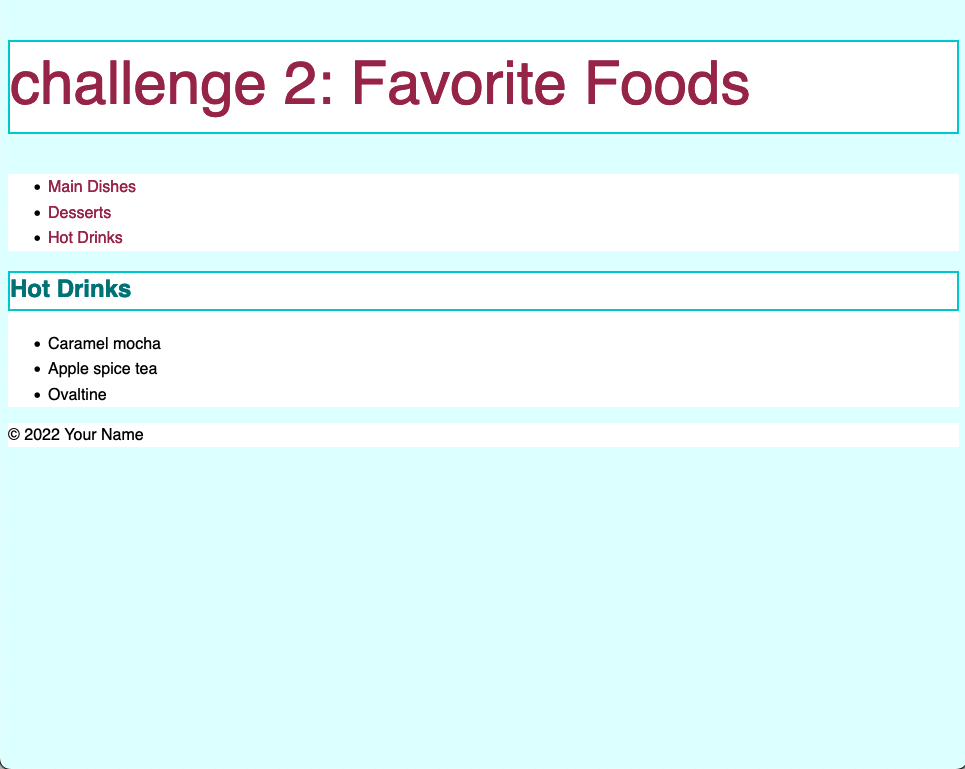 challenge 2: Favorite Foods
Main Dishes
Desserts
Hot Drinks
Hot Drinks
Caramel mocha
Apple spice tea
Ovaltine
© 2022 Your Name